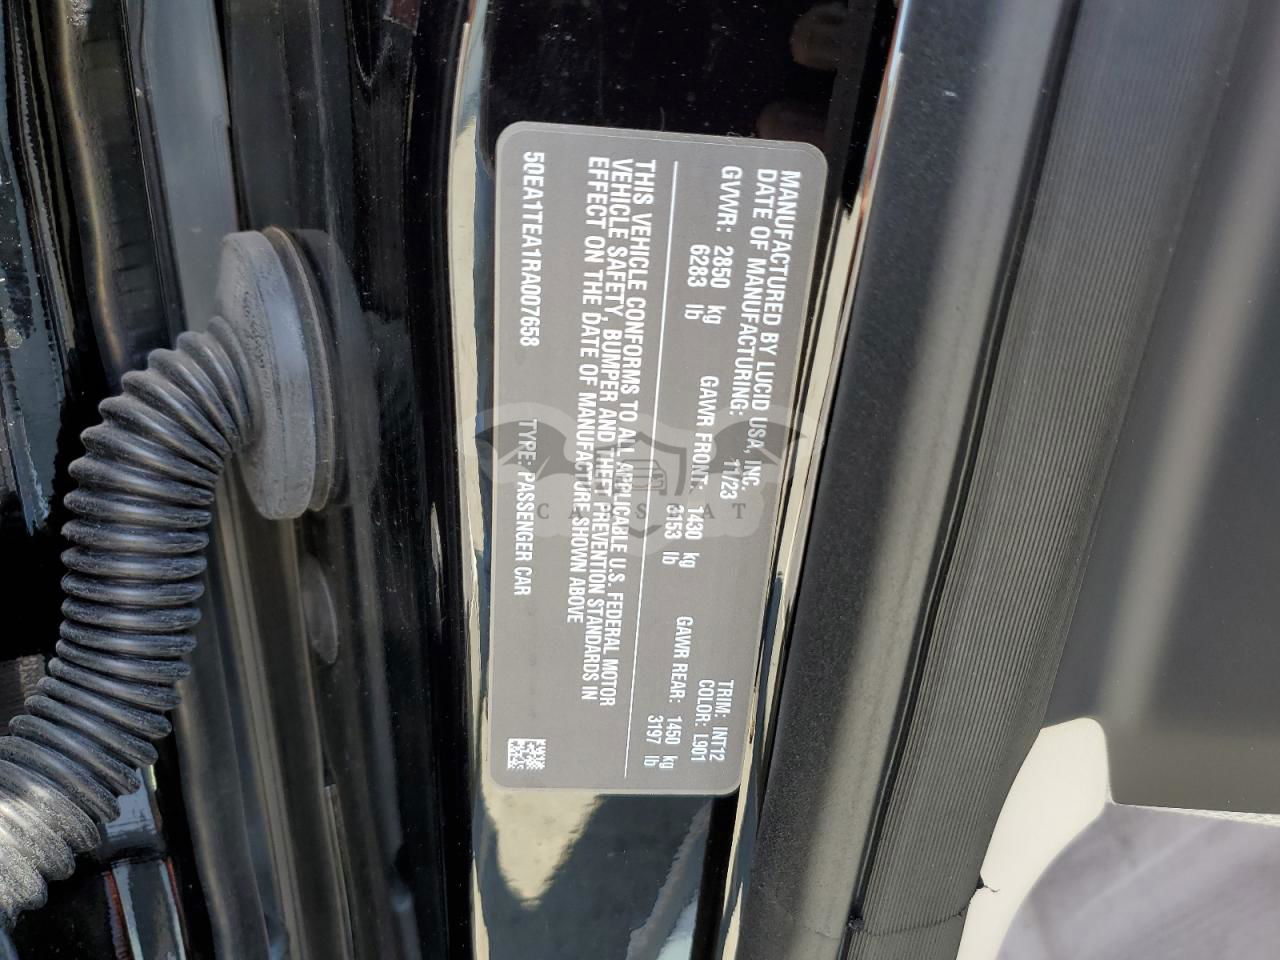 MANUFACTURED BY LUCID USA, INC.
DATE OF MANUFACTURING: 11/23
TRIM: INT12
COLOR: L901
GVWR: 2850 kg
6283 lb
GAWR FRONT: 1430 kg
3153 lb
GAWR REAR: 1450 kg
3197 lb
THIS VEHICLE CONFORMS TO ALL APPLICABLE U.S. FEDERAL MOTOR
VEHICLE SAFETY, BUMPER AND THEFT PREVENTION STANDARDS IN
EFFECT ON THE DATE OF MANUFACTURE SHOWN ABOVE
50EA1TEA1RA007658
TYPE: PASSENGER CAR